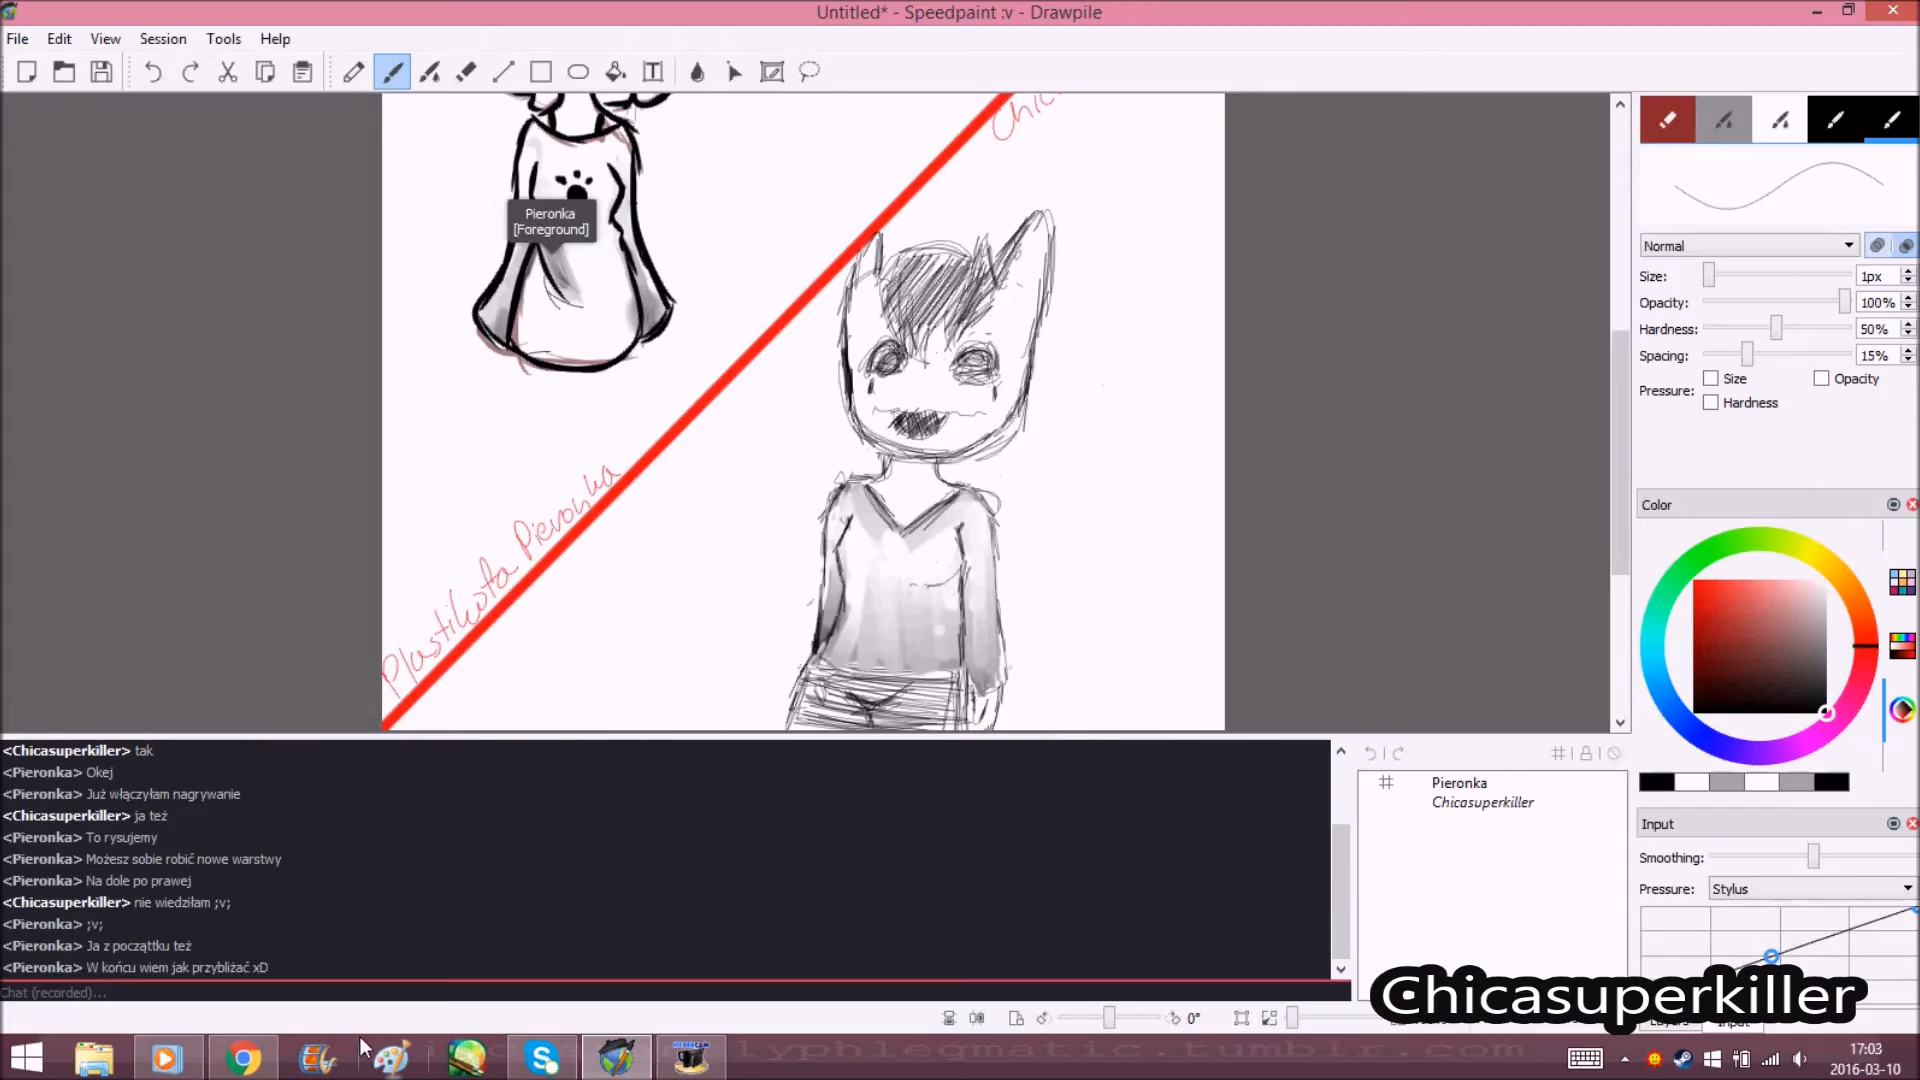 Untitled* - Speedpaint :v - Drawpile
File Edit View Session Tools Help
Pieronka
[Foreground]
Plastikota Pieronka
Normal
Size: 1px
Opacity: 100%
Hardness: 50%
Spacing: 15%
Pressure: Size Opacity
Hardness
Color
Input
Smoothing:
Pressure: Stylus
<Chicasuperkiller> tak
<Pieronka> Okej
<Pieronka> Już włączyłam nagrywanie
<Chicasuperkiller> ja też
<Pieronka> To rysujemy
<Pieronka> Możesz sobie robić nowe warstwy
<Pieronka> Na dole po prawej
<Chicasuperkiller> nie wiedziłam ;v;
<Pieronka> ;v;
<Pieronka> Ja z począttku też
<Pieronka> W końcu wiem jak przybliżać xD
Chat (recorded)...
Pieronka
Chicasuperkiller
Chicasuperkiller
0°
17:03
2016-03-10